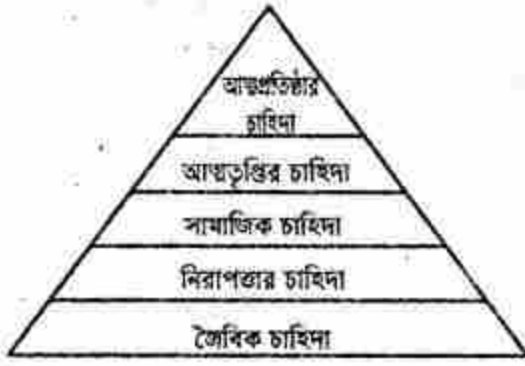 আত্মপ্রতিষ্ঠার
চাহিদা
আত্মতৃপ্তির চাহিদা
সামাজিক চাহিদা
নিরাপত্তার চাহিদা
জৈবিক চাহিদা